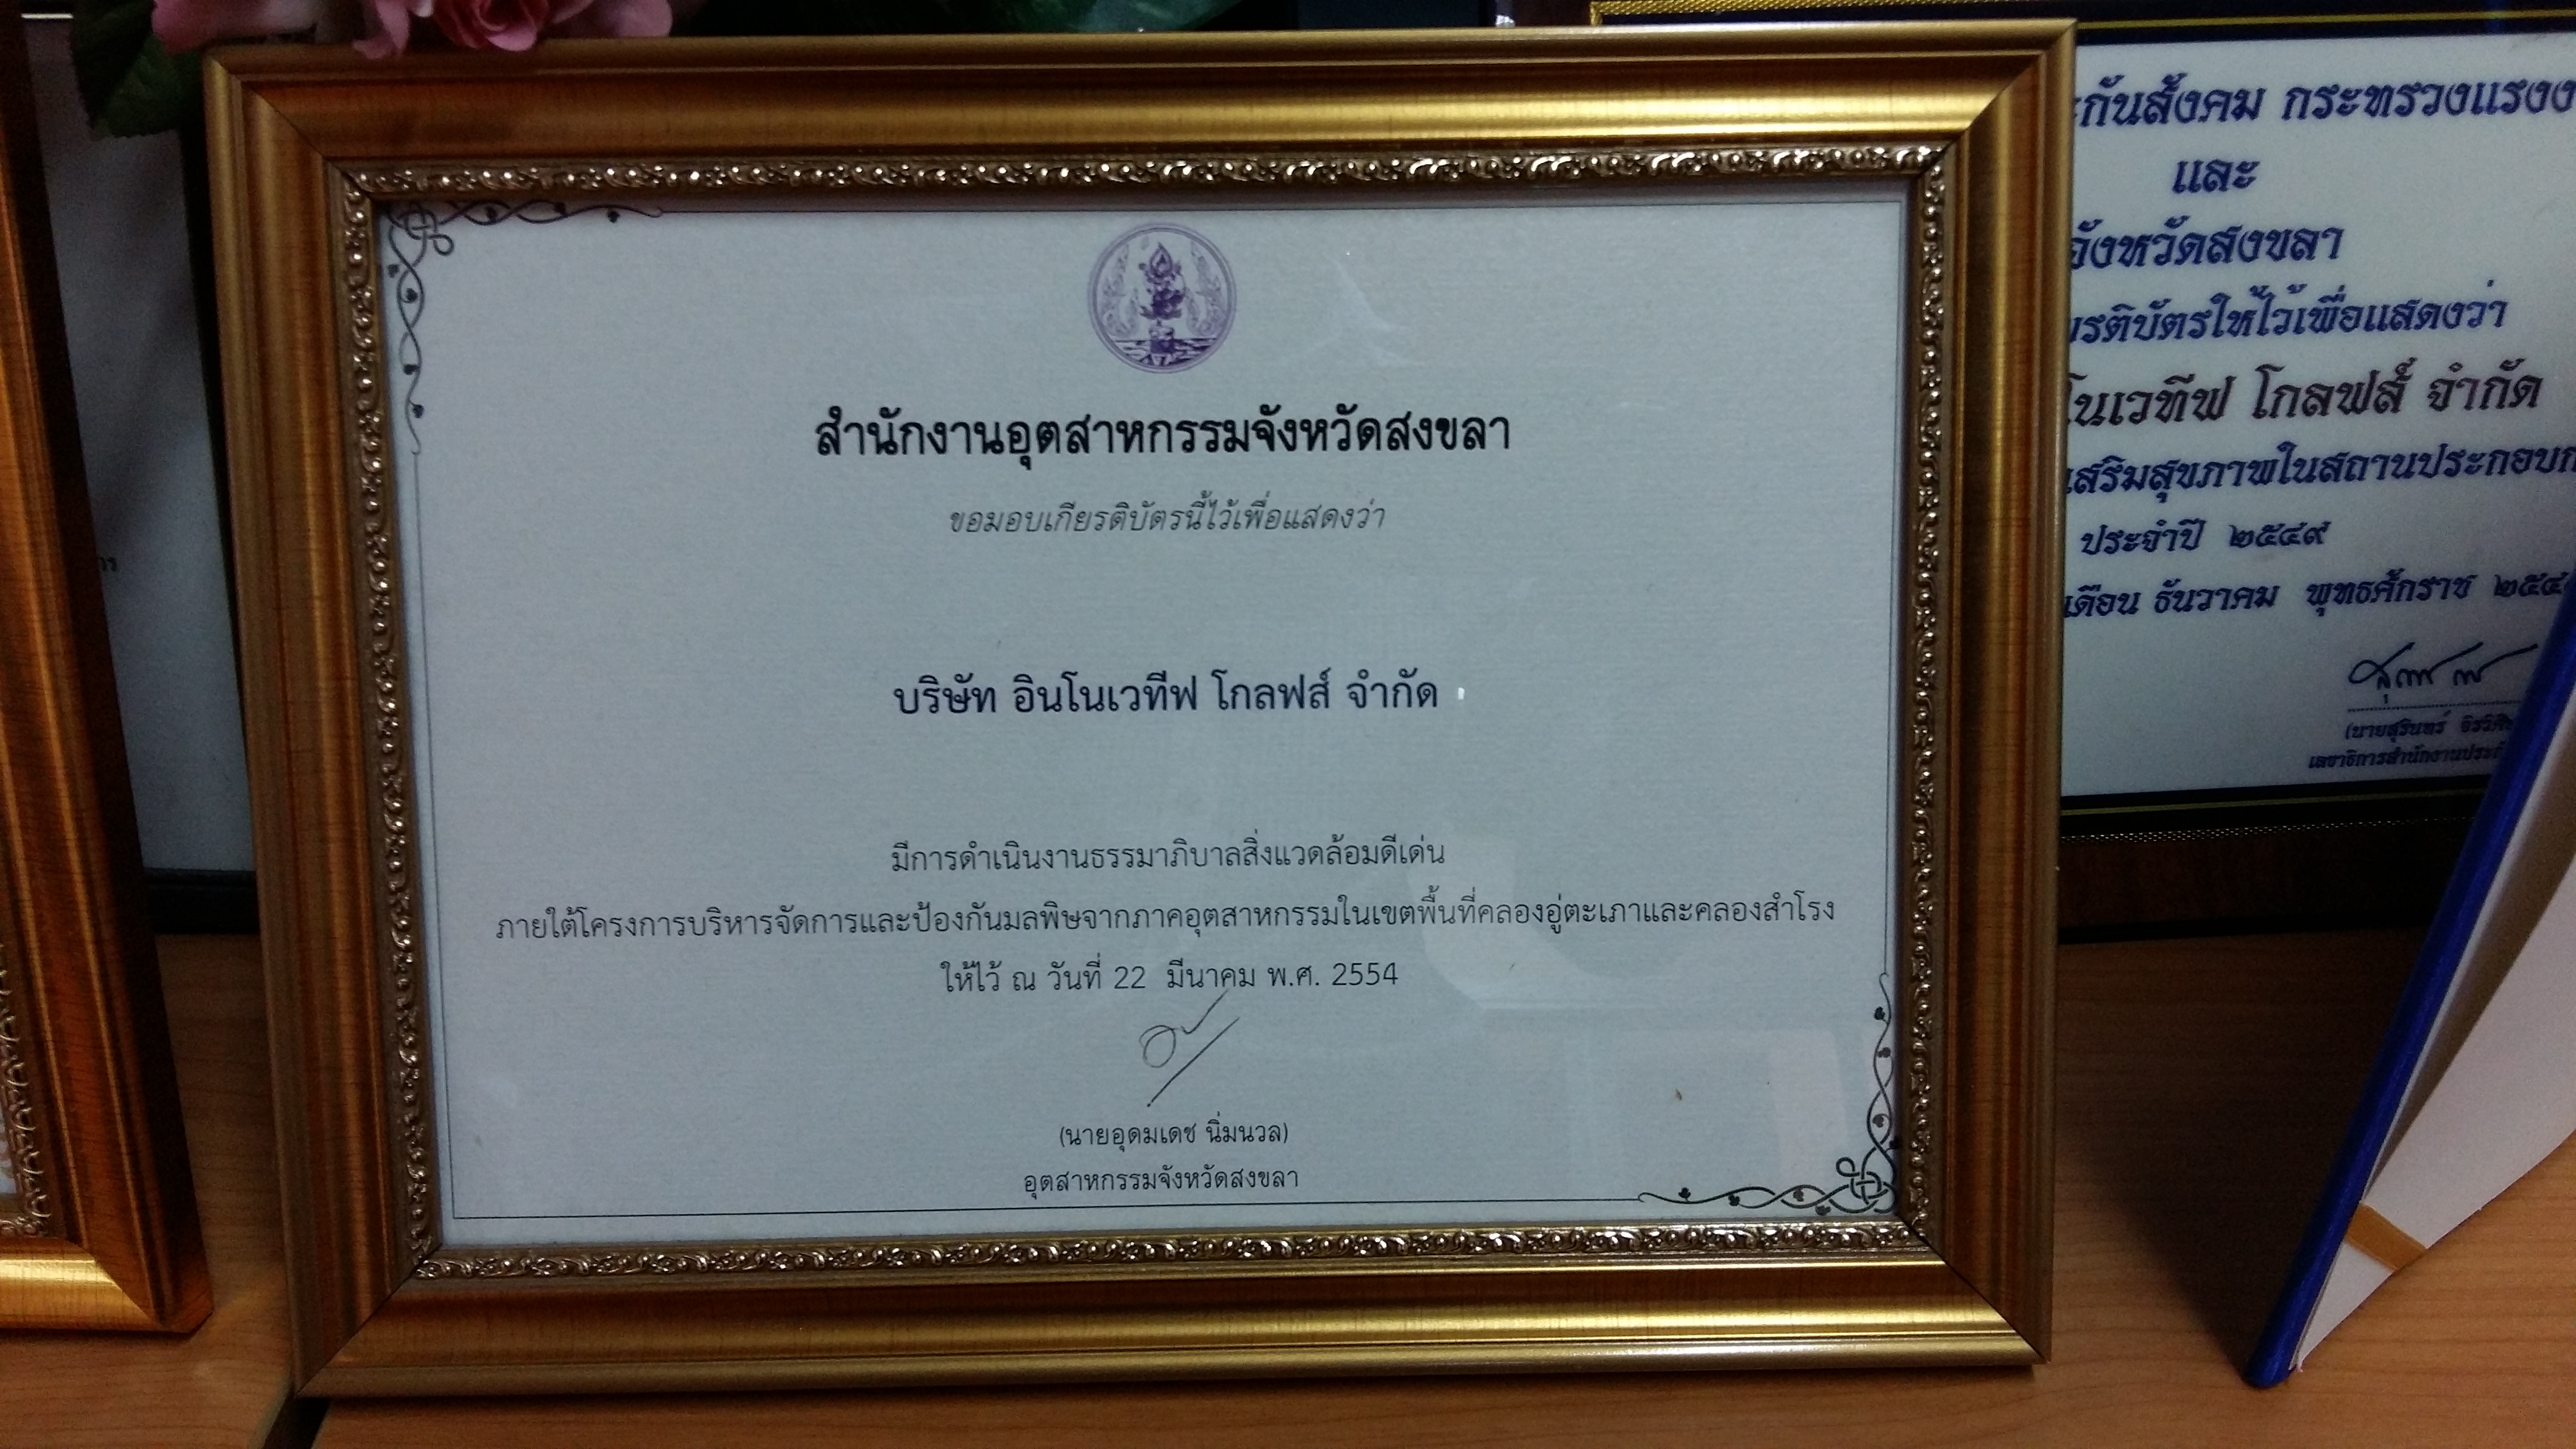 สำนักงานอุตสาหกรรมจังหวัดสงขลา
ขอมอบเกียรติบัตรนี้ไว้เพื่อแสดงว่า
บริษัท อินโนเวทีฟ โกลฟส์ จำกัด
มีการดำเนินงานธรรมาภิบาลสิ่งแวดล้อมดีเด่น
ภายใต้โครงการบริหารจัดการและป้องกันมลพิษจากภาคอุตสาหกรรมในเขตพื้นที่คลองอู่ตะเภาและคลองสำโรง
ให้ไว้ ณ วันที่ 22 มีนาคม พ.ศ. 2554
(นายอุดมเดช นิ่มนวล)
อุตสาหกรรมจังหวัดสงขลา
กันสังคม กระทรวงแรงง
และ
จังหวัดสงขลา
รติบัตรให้ไว้เพื่อแสดงว่า
โนเวทีฟ โกลฟส์ จำกัด
เสริมสุขภาพในสถานประกอบก
ประจำปี ๒๕๔๙
เดือน ธันวาคม พุทธศักราช ๒๕๔
(นายสุรินทร์
เลขาธิการสำนักงานประกั